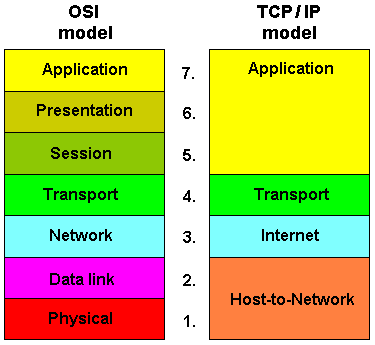 OSI
model
TCP / IP
model
Application
7.
Application
Presentation
6.
Session
5.
Transport
4.
Transport
Network
3.
Internet
Data link
2.
Host-to-Network
Physical
1.